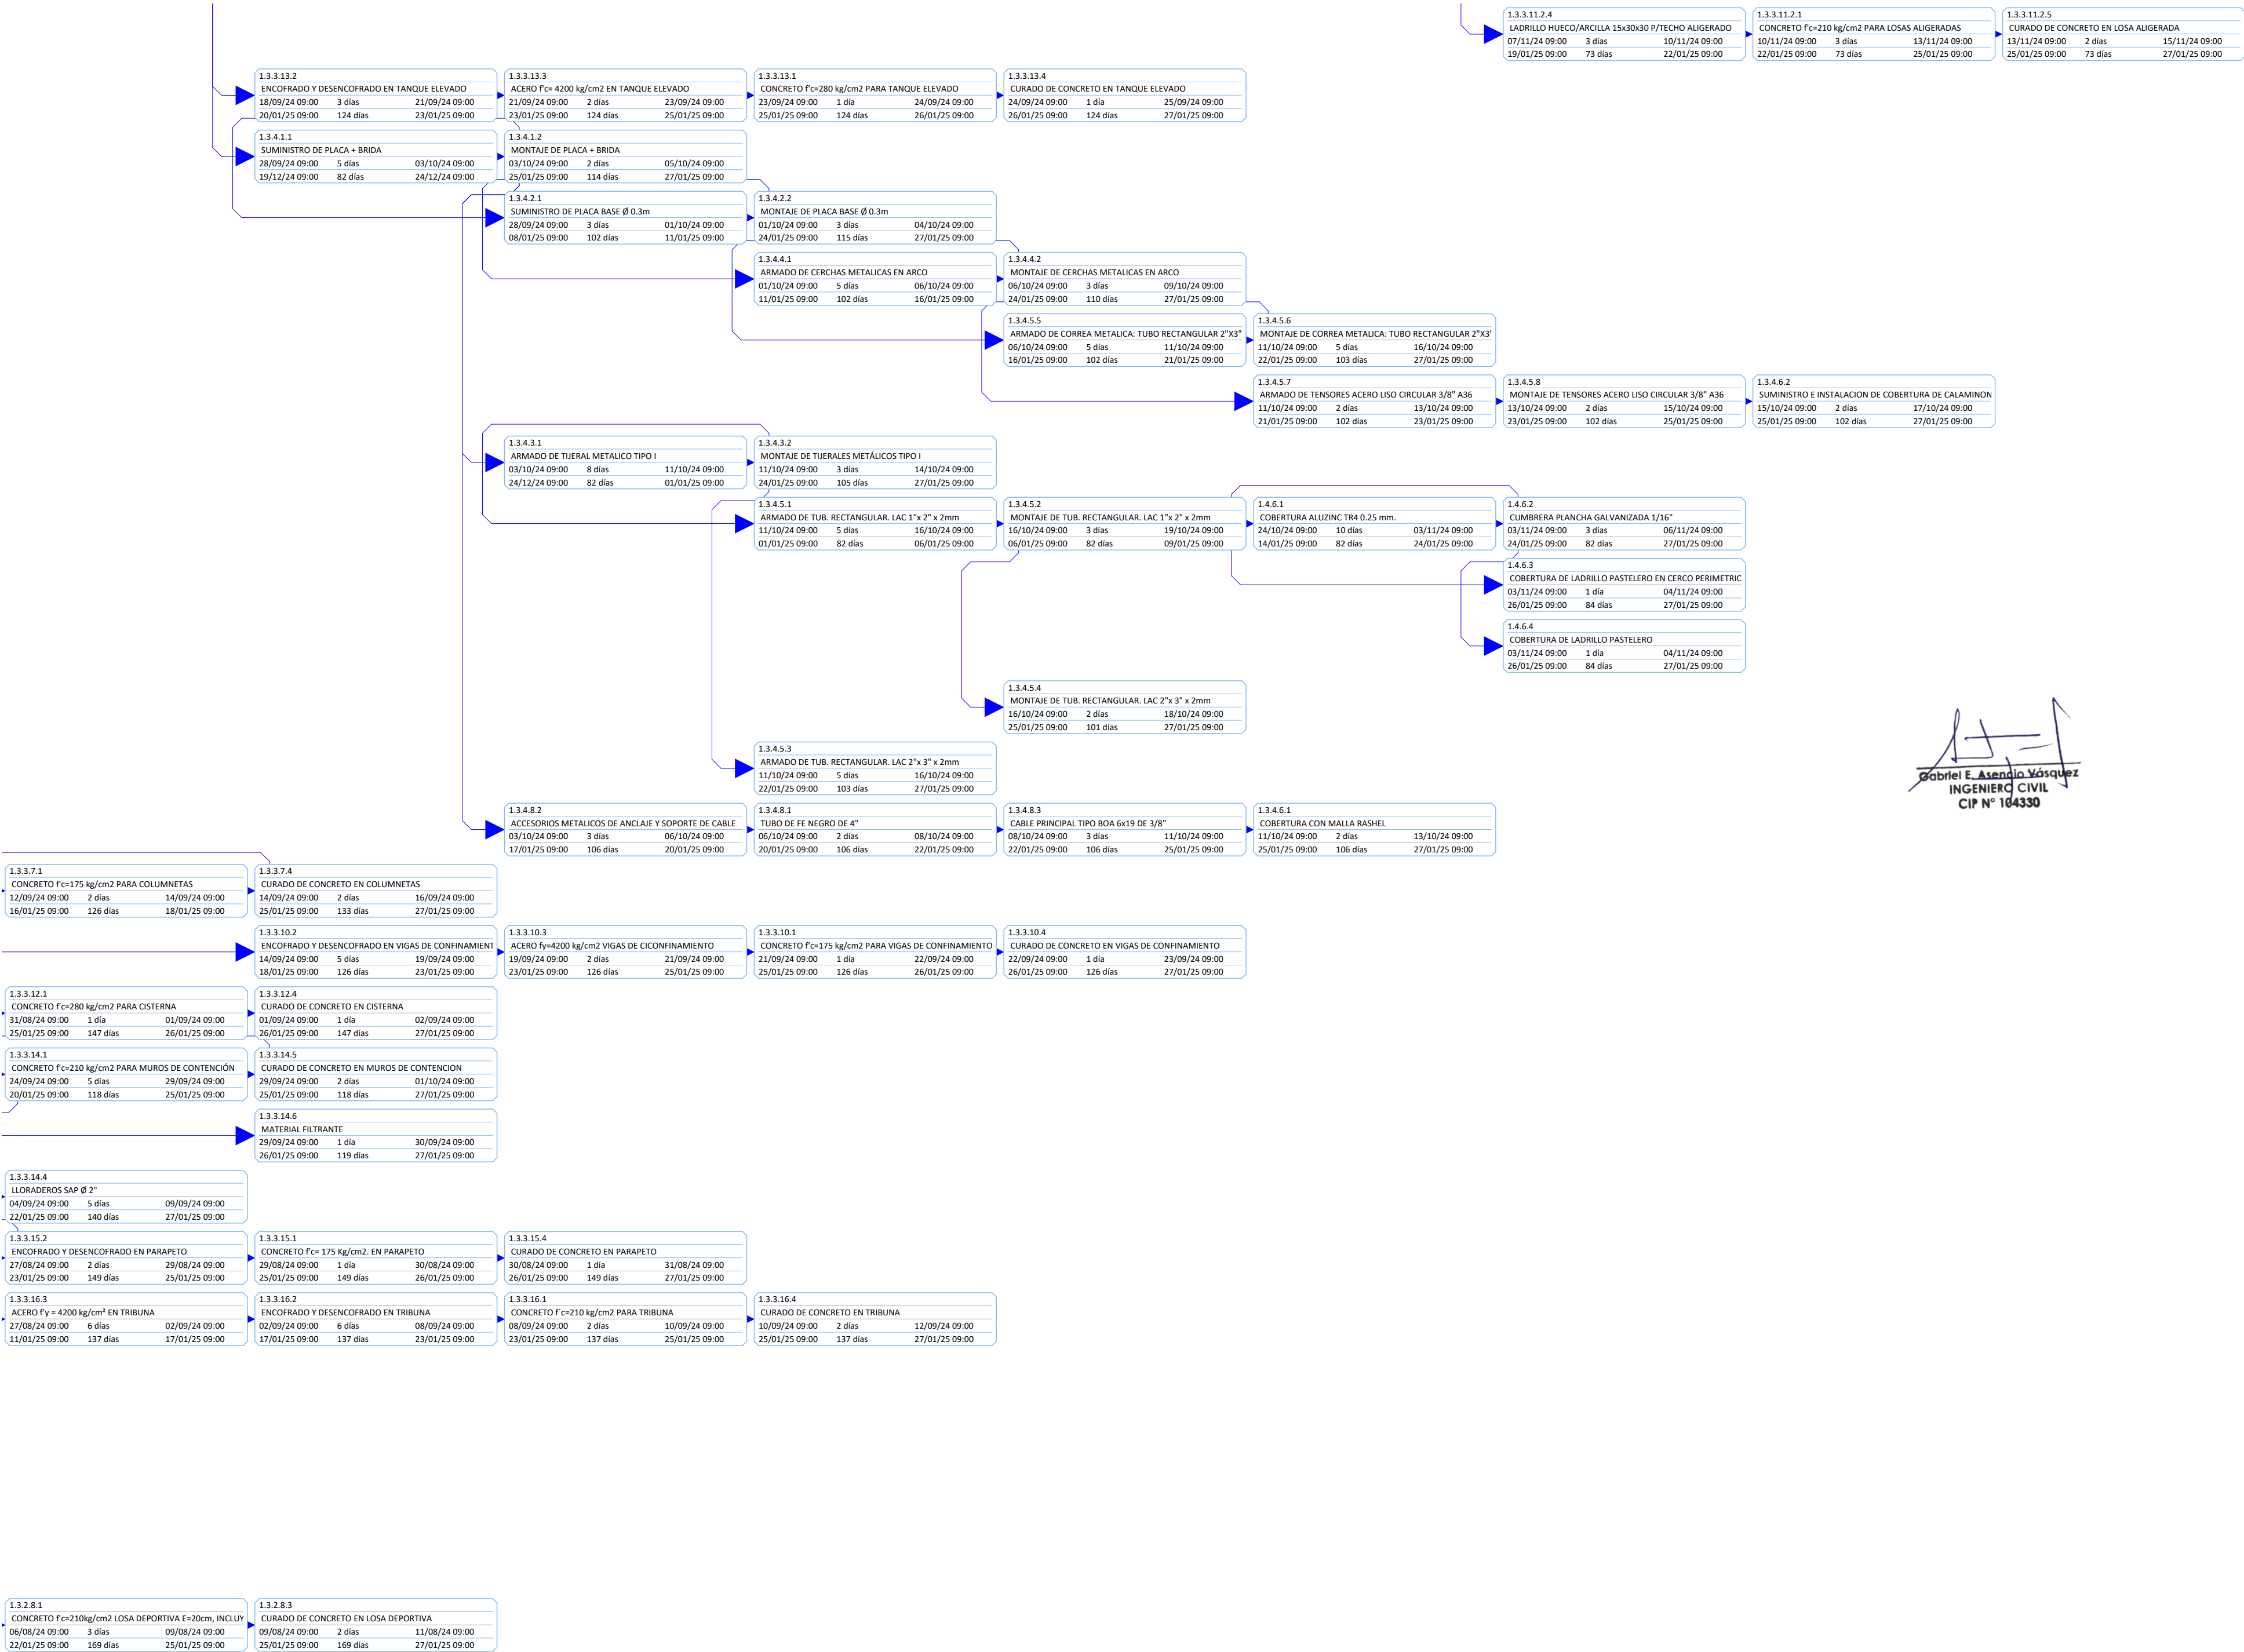 1.3.3.11.2.4
LADRILLO HUECO/ARCILLA 15x30x30 P/TECHO ALIGERADO
07/11/24 09:00 3 días 10/11/24 09:00
19/01/25 09:00 73 días 22/01/25 09:00
1.3.3.11.2.1
CONCRETO f'c=210 kg/cm2 PARA LOSAS ALIGERADAS
10/11/24 09:00 3 días 13/11/24 09:00
22/01/25 09:00 73 días 25/01/25 09:00
1.3.3.11.2.5
CURADO DE CONCRETO EN LOSA ALIGERADA
13/11/24 09:00 2 días 15/11/24 09:00
25/01/25 09:00 73 días 27/01/25 09:00
1.3.3.13.2
ENCOFRADO Y DESENCOFRADO EN TANQUE ELEVADO
18/09/24 09:00 3 días 21/09/24 09:00
20/01/25 09:00 124 días 23/01/25 09:00
1.3.3.13.3
ACERO f'c= 4200 kg/cm2 EN TANQUE ELEVADO
21/09/24 09:00 2 días 23/09/24 09:00
23/01/25 09:00 124 días 25/01/25 09:00
1.3.3.13.1
CONCRETO f'c=280 kg/cm2 PARA TANQUE ELEVADO
23/09/24 09:00 1 día 24/09/24 09:00
25/01/25 09:00 124 días 26/01/25 09:00
1.3.3.13.4
CURADO DE CONCRETO EN TANQUE ELEVADO
24/09/24 09:00 1 día 25/09/24 09:00
26/01/25 09:00 124 días 27/01/25 09:00
1.3.4.1.1
SUMINISTRO DE PLACA + BRIDA
28/09/24 09:00 5 días 03/10/24 09:00
19/12/24 09:00 82 días 24/12/24 09:00
1.3.4.1.2
MONTAJE DE PLACA + BRIDA
03/10/24 09:00 2 días 05/10/24 09:00
25/01/25 09:00 114 días 27/01/25 09:00
1.3.4.2.1
SUMINISTRO DE PLACA BASE Ø 0.3m
28/09/24 09:00 3 días 01/10/24 09:00
08/01/25 09:00 102 días 11/01/25 09:00
1.3.4.2.2
MONTAJE DE PLACA BASE Ø 0.3m
01/10/24 09:00 3 días 04/10/24 09:00
24/01/25 09:00 115 días 27/01/25 09:00
1.3.4.4.1
ARMADO DE CERCHAS METALICAS EN ARCO
01/10/24 09:00 5 días 06/10/24 09:00
11/01/25 09:00 102 días 16/01/25 09:00
1.3.4.4.2
MONTAJE DE CERCHAS METALICAS EN ARCO
06/10/24 09:00 3 días 09/10/24 09:00
24/01/25 09:00 110 días 27/01/25 09:00
1.3.4.5.5
ARMADO DE CORREA METALICA: TUBO RECTANGULAR 2"X3"
06/10/24 09:00 5 días 11/10/24 09:00
16/01/25 09:00 102 días 21/01/25 09:00
1.3.4.5.6
MONTAJE DE CORREA METALICA: TUBO RECTANGULAR 2"X3'
11/10/24 09:00 5 días 16/10/24 09:00
22/01/25 09:00 103 días 27/01/25 09:00
1.3.4.5.7
ARMADO DE TENSORES ACERO LISO CIRCULAR 3/8" A36
11/10/24 09:00 2 días 13/10/24 09:00
21/01/25 09:00 102 días 23/01/25 09:00
1.3.4.5.8
MONTAJE DE TENSORES ACERO LISO CIRCULAR 3/8" A36
13/10/24 09:00 2 días 15/10/24 09:00
23/01/25 09:00 102 días 25/01/25 09:00
1.3.4.6.2
SUMINISTRO E INSTALACION DE COBERTURA DE CALAMINON
15/10/24 09:00 2 días 17/10/24 09:00
25/01/25 09:00 102 días 27/01/25 09:00
1.3.4.3.1
ARMADO DE TIJERAL METALICO TIPO I
03/10/24 09:00 8 días 11/10/24 09:00
24/12/24 09:00 82 días 01/01/25 09:00
1.3.4.3.2
MONTAJE DE TIJERALES METÁLICOS TIPO I
11/10/24 09:00 3 días 14/10/24 09:00
24/01/25 09:00 105 días 27/01/25 09:00
1.3.4.5.1
ARMADO DE TUB. RECTANGULAR. LAC 1"x 2" x 2mm
11/10/24 09:00 5 días 16/10/24 09:00
01/01/25 09:00 82 días 06/01/25 09:00
1.3.4.5.2
MONTAJE DE TUB. RECTANGULAR. LAC 1"x 2" x 2mm
16/10/24 09:00 3 días 19/10/24 09:00
06/01/25 09:00 82 días 09/01/25 09:00
1.4.6.1
COBERTURA ALUZINC TR4 0.25 mm.
24/10/24 09:00 10 días 03/11/24 09:00
14/01/25 09:00 82 días 24/01/25 09:00
1.4.6.2
CUMBRERA PLANCHA GALVANIZADA 1/16"
03/11/24 09:00 3 días 06/11/24 09:00
24/01/25 09:00 82 días 27/01/25 09:00
1.4.6.3
COBERTURA DE LADRILLO PASTELERO EN CERCO PERIMETRIC
03/11/24 09:00 1 día 04/11/24 09:00
26/01/25 09:00 84 días 27/01/25 09:00
1.4.6.4
COBERTURA DE LADRILLO PASTELERO
03/11/24 09:00 1 día 04/11/24 09:00
26/01/25 09:00 84 días 27/01/25 09:00
1.3.4.5.4
MONTAJE DE TUB. RECTANGULAR. LAC 2"x 3" x 2mm
16/10/24 09:00 2 días 18/10/24 09:00
25/01/25 09:00 101 días 27/01/25 09:00
Gabriel E. Asencio Vásquez
INGENIERO CIVIL
CIP N° 104330
1.3.4.5.3
ARMADO DE TUB. RECTANGULAR. LAC 2"x 3" x 2mm
11/10/24 09:00 5 días 16/10/24 09:00
22/01/25 09:00 103 días 27/01/25 09:00
1.3.4.8.2
ACCESORIOS METALICOS DE ANCLAJE Y SOPORTE DE CABLE
03/10/24 09:00 3 días 06/10/24 09:00
17/01/25 09:00 106 días 20/01/25 09:00
1.3.4.8.1
TUBO DE FE NEGRO DE 4"
06/10/24 09:00 2 días 08/10/24 09:00
20/01/25 09:00 106 días 22/01/25 09:00
1.3.4.8.3
CABLE PRINCIPAL TIPO BOA 6x19 DE 3/8"
08/10/24 09:00 3 días 11/10/24 09:00
22/01/25 09:00 106 días 25/01/25 09:00
1.3.4.6.1
COBERTURA CON MALLA RASHEL
11/10/24 09:00 2 días 13/10/24 09:00
25/01/25 09:00 106 días 27/01/25 09:00
1.3.3.7.1
CONCRETO f'c=175 kg/cm2 PARA COLUMNETAS
12/09/24 09:00 2 días 14/09/24 09:00
16/01/25 09:00 126 días 18/01/25 09:00
1.3.3.7.4
CURADO DE CONCRETO EN COLUMNETAS
14/09/24 09:00 2 días 16/09/24 09:00
25/01/25 09:00 133 días 27/01/25 09:00
1.3.3.10.2
ENCOFRADO Y DESENCOFRADO EN VIGAS DE CONFINAMIENT
14/09/24 09:00 5 días 19/09/24 09:00
18/01/25 09:00 126 días 23/01/25 09:00
1.3.3.10.3
ACERO fy=4200 kg/cm2 VIGAS DE CICONFINAMIENTO
19/09/24 09:00 2 días 21/09/24 09:00
23/01/25 09:00 126 días 25/01/25 09:00
1.3.3.10.1
CONCRETO f'c=175 kg/cm2 PARA VIGAS DE CONFINAMIENTO
21/09/24 09:00 1 día 22/09/24 09:00
25/01/25 09:00 126 días 26/01/25 09:00
1.3.3.10.4
CURADO DE CONCRETO EN VIGAS DE CONFINAMIENTO
22/09/24 09:00 1 día 23/09/24 09:00
26/01/25 09:00 126 días 27/01/25 09:00
1.3.3.12.1
CONCRETO f'c=280 kg/cm2 PARA CISTERNA
31/08/24 09:00 1 día 01/09/24 09:00
25/01/25 09:00 147 días 26/01/25 09:00
1.3.3.12.4
CURADO DE CONCRETO EN CISTERNA
01/09/24 09:00 1 día 02/09/24 09:00
26/01/25 09:00 147 días 27/01/25 09:00
1.3.3.14.1
CONCRETO f'c=210 kg/cm2 PARA MUROS DE CONTENCIÓN
24/09/24 09:00 5 días 29/09/24 09:00
20/01/25 09:00 118 días 25/01/25 09:00
1.3.3.14.5
CURADO DE CONCRETO EN MUROS DE CONTENCION
29/09/24 09:00 2 días 01/10/24 09:00
25/01/25 09:00 118 días 27/01/25 09:00
1.3.3.14.6
MATERIAL FILTRANTE
29/09/24 09:00 1 día 30/09/24 09:00
26/01/25 09:00 119 días 27/01/25 09:00
1.3.3.14.4
LLORADEROS SAP Ø 2"
04/09/24 09:00 5 días 09/09/24 09:00
22/01/25 09:00 140 días 27/01/25 09:00
1.3.3.15.2
ENCOFRADO Y DESENCOFRADO EN PARAPETO
27/08/24 09:00 2 días 29/08/24 09:00
23/01/25 09:00 149 días 25/01/25 09:00
1.3.3.15.1
CONCRETO f'c= 175 Kg/cm2. EN PARAPETO
29/08/24 09:00 1 día 30/08/24 09:00
25/01/25 09:00 149 días 26/01/25 09:00
1.3.3.15.4
CURADO DE CONCRETO EN PARAPETO
30/08/24 09:00 1 día 31/08/24 09:00
26/01/25 09:00 149 días 27/01/25 09:00
1.3.3.16.3
ACERO f'y = 4200 kg/cm² EN TRIBUNA
27/08/24 09:00 6 días 02/09/24 09:00
11/01/25 09:00 137 días 17/01/25 09:00
1.3.3.16.2
ENCOFRADO Y DESENCOFRADO EN TRIBUNA
02/09/24 09:00 6 días 08/09/24 09:00
17/01/25 09:00 137 días 23/01/25 09:00
1.3.3.16.1
CONCRETO f´c=210 kg/cm2 PARA TRIBUNA
08/09/24 09:00 2 días 10/09/24 09:00
23/01/25 09:00 137 días 25/01/25 09:00
1.3.3.16.4
CURADO DE CONCRETO EN TRIBUNA
10/09/24 09:00 2 días 12/09/24 09:00
25/01/25 09:00 137 días 27/01/25 09:00
1.3.2.8.1
CONCRETO f'c=210kg/cm2 LOSA DEPORTIVA E=20cm, INCLUY
06/08/24 09:00 3 días 09/08/24 09:00
22/01/25 09:00 169 días 25/01/25 09:00
1.3.2.8.3
CURADO DE CONCRETO EN LOSA DEPORTIVA
09/08/24 09:00 2 días 11/08/24 09:00
25/01/25 09:00 169 días 27/01/25 09:00